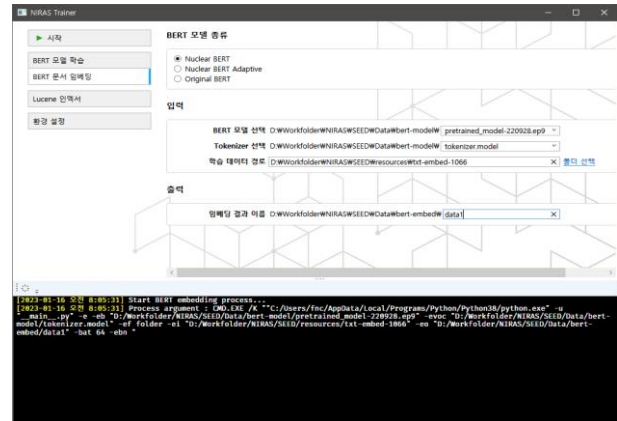 NIRAS Trainer
▶ 시작
BERT 모델 학습
BERT 문서 임베딩
Lucene 인덱서
환경 설정
BERT 모델 종류
Nuclear BERT
Nuclear BERT Adaptive
Original BERT
입력
BERT 모델 선택 D:₩Workfolder₩NIRAS₩SEED₩Data₩bert-model₩ pretrained_model-220928.ep9
Tokenizer 선택 D:₩Workfolder₩NIRAS₩SEED₩Data₩bert-model₩ tokenizer.model
학습 데이터 경로 D:₩Workfolder₩NIRAS₩SEED₩resources₩txt-embed-1066 폴더 선택
출력
임베딩 결과 이름 D:₩Workfolder₩NIRAS₩SEED₩Data₩bert-embed₩ data1
[2023-01-16 오전 8:05:31] Start BERT embedding process...
[2023-01-16 오전 8:05:31] Process argument : CMD.EXE /K ""C:/Users/fnc/AppData/Local/Programs/Python/Python38/python.exe" -u
"__main__.py" -e -eb "D:/Workfolder/NIRAS/SEED/Data/bert-model/pretrained_model-220928.ep9" -evoc "D:/Workfolder/NIRAS/SEED/Data/bert-
model/tokenizer.model" -ef folder -ei "D:/Workfolder/NIRAS/SEED/resources/txt-embed-1066" -eo "D:/Workfolder/NIRAS/SEED/Data/bert-
embed/data1" -bat 64 -ebn "